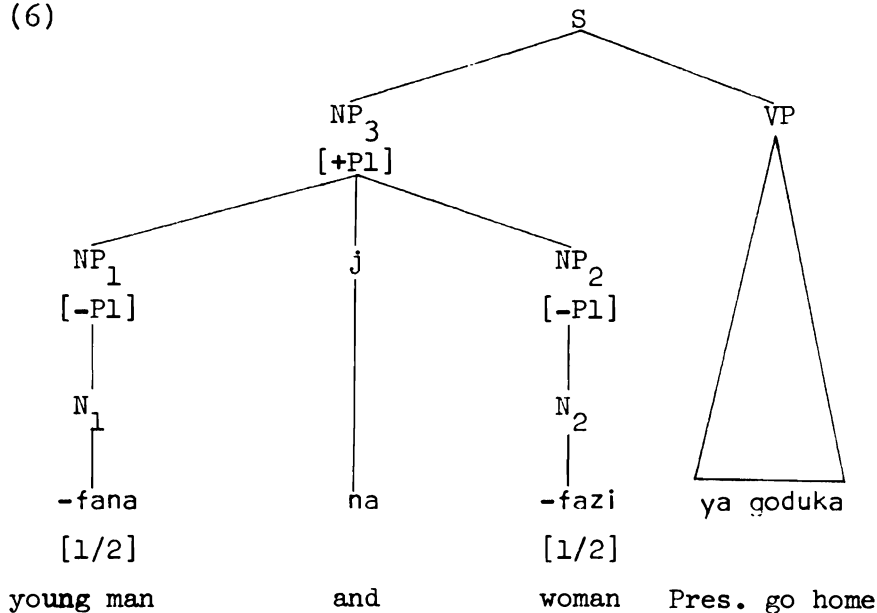 (6)
S
NP3 VP
[+Pl]
NP1 j NP2
[-Pl] [-Pl]
N1 N2
-fana na -fazi ya goduka
[1/2] [1/2]
young man and woman Pres. go home